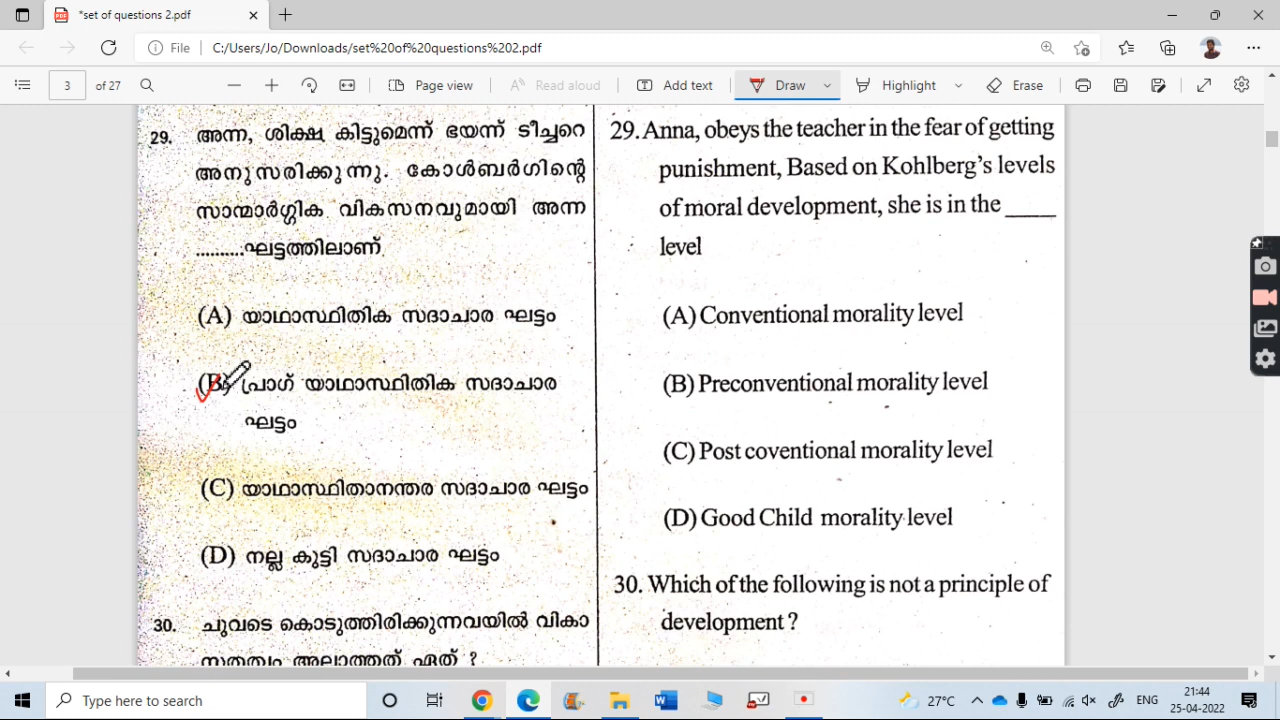 *set of questions 2.pdf
File
C:/Users/Jo/Downloads/set%20of%20questions%202.pdf
3 of 27
Page view
Read aloud
Add text
Draw
Highlight
Erase
29. അന്ന, ശിക്ഷ കിട്ടുമെന്ന് ഭയന്ന് ടീച്ചറെ
അനുസരിക്കുന്നു. കോൾബർഗിന്റെ
സാന്മാർഗ്ഗിക വികസനവുമായി അന്ന
..........ഘട്ടത്തിലാണ്.
(A) യാഥാസ്ഥിതിക സദാചാര ഘട്ടം
(B) പ്രാഗ് യാഥാസ്ഥിതിക സദാചാര
ഘട്ടം
(C) യാഥാസ്ഥിതാനന്തര സദാചാര ഘട്ടം
(D) നല്ല കുട്ടി സദാചാര ഘട്ടം
30. ചുവടെ കൊടുത്തിരിക്കുന്നവയിൽ വികാ
സതത്വം അല്ലാത്തത് ഏത് ?
29. Anna, obeys the teacher in the fear of getting
punishment, Based on Kohlberg's levels
of moral development, she is in the ____
level
(A) Conventional morality level
(B) Preconventional morality level
(C) Post coventional morality level
(D) Good Child morality level
30. Which of the following is not a principle of
development ?
Type here to search
27°C
ENG
21:44
25-04-2022